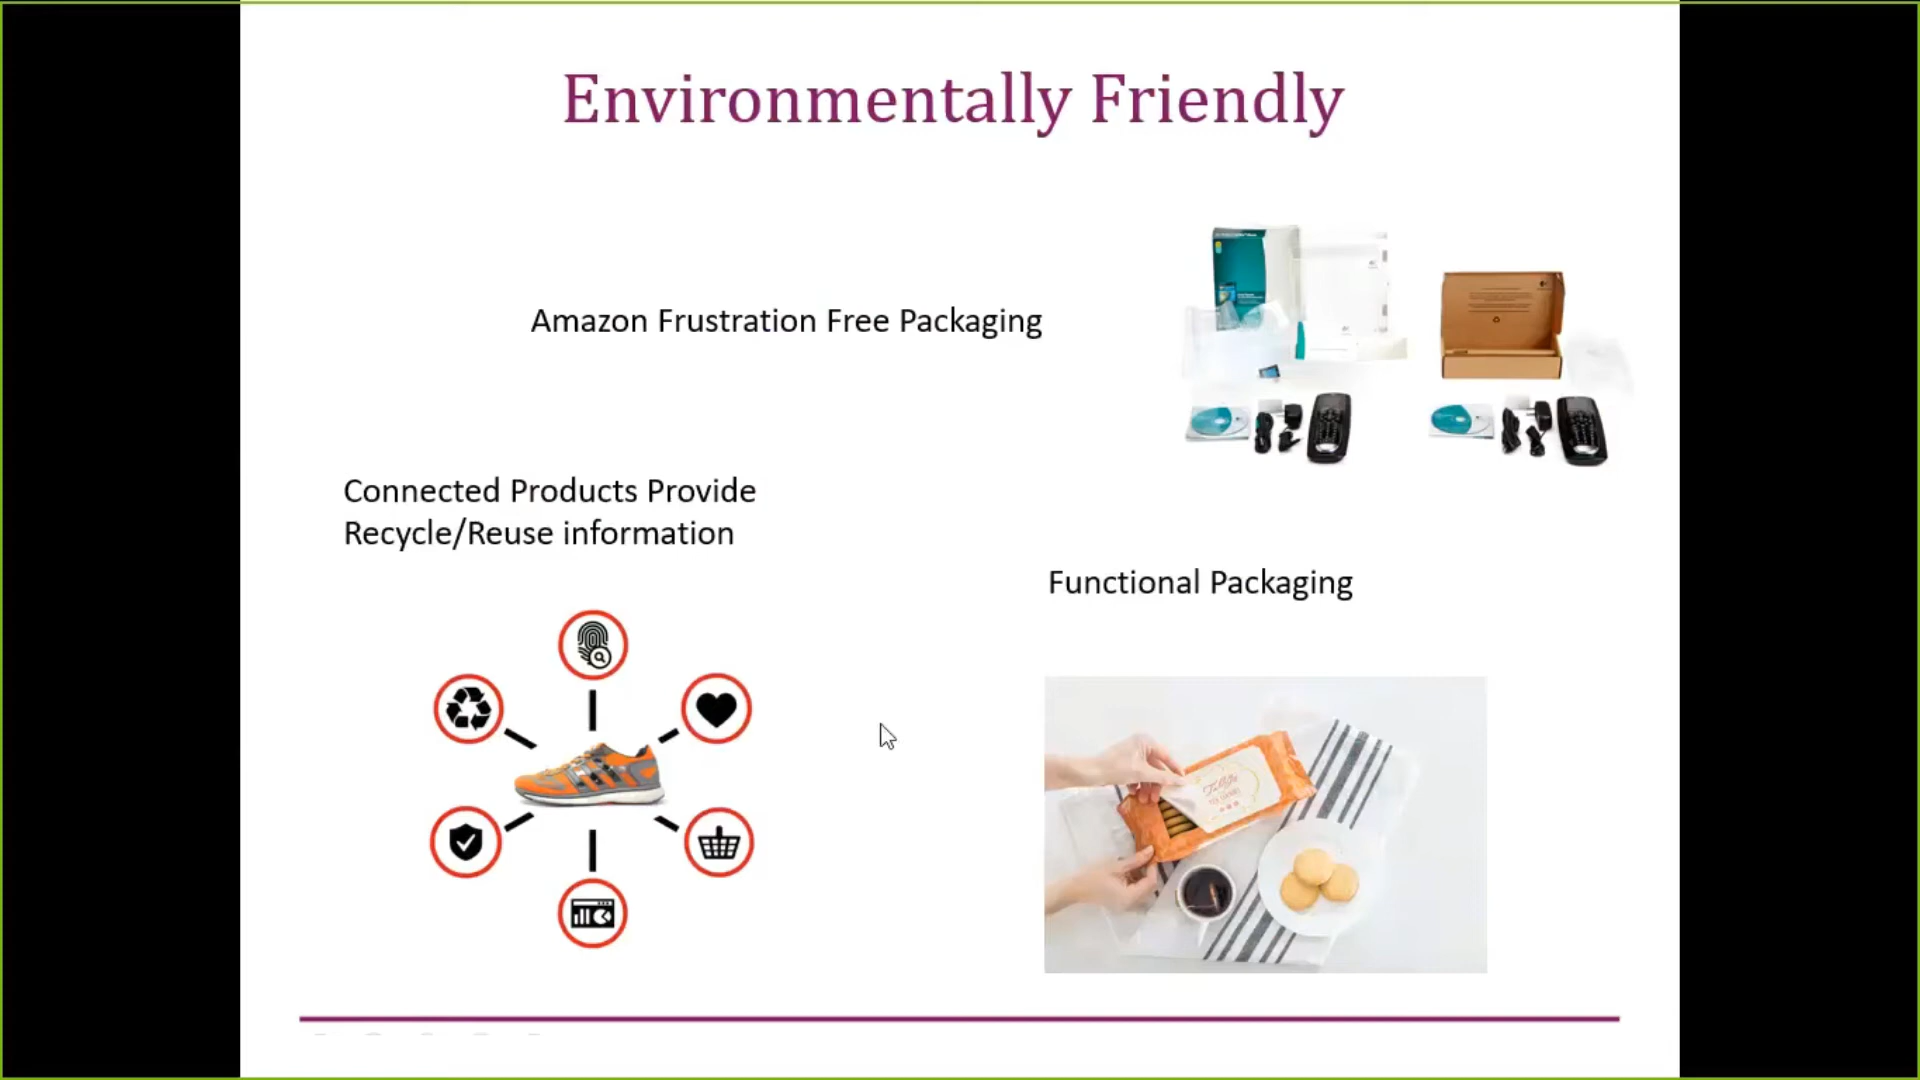 Environmentally Friendly
Amazon Frustration Free Packaging
Connected Products Provide
Recycle/Reuse information
Functional Packaging